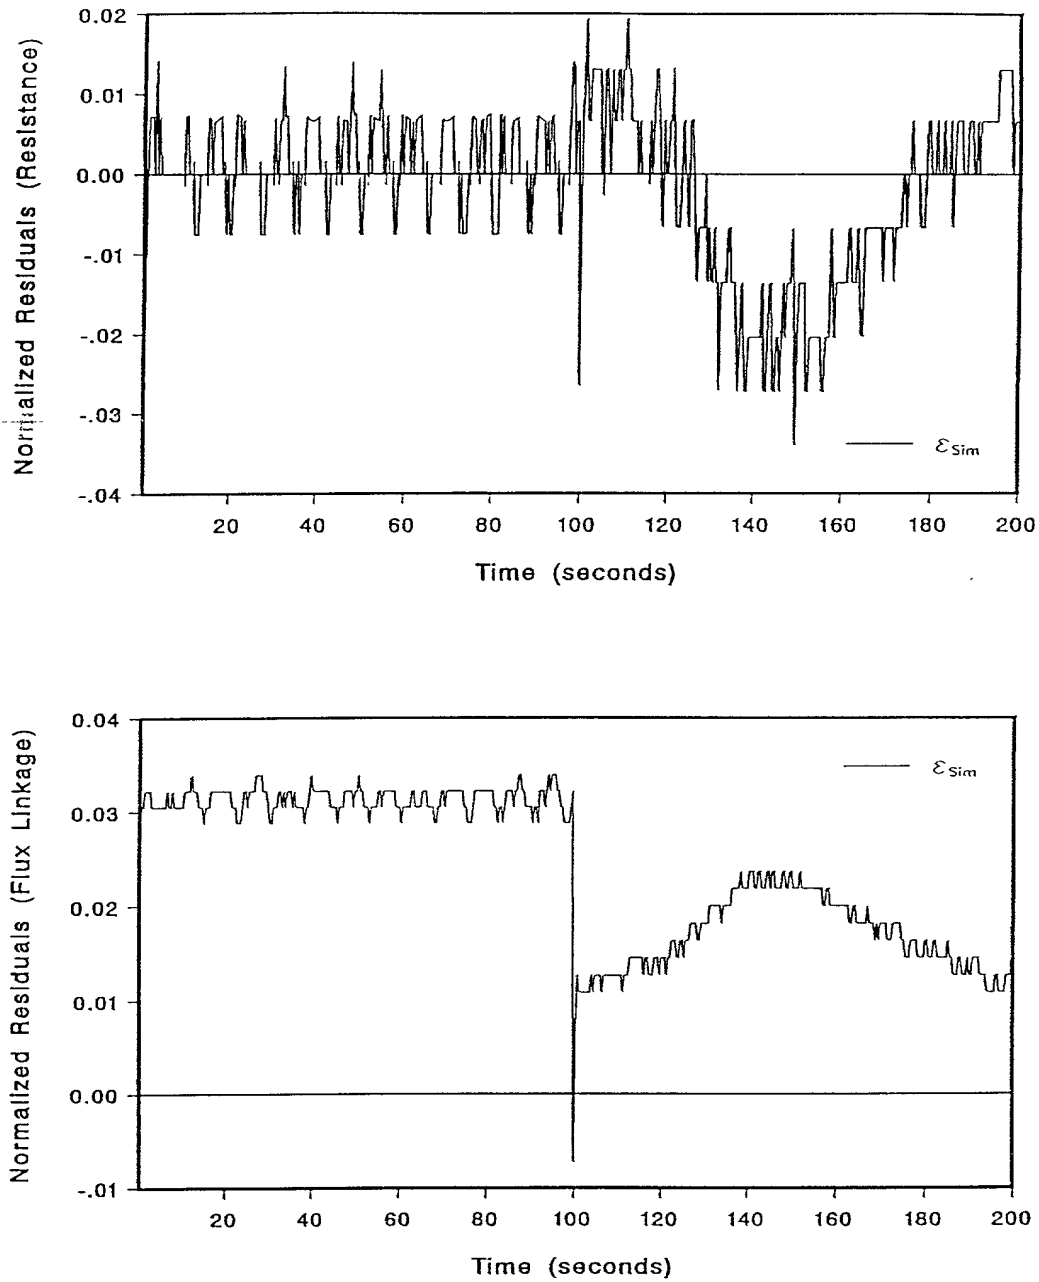 Normalized Residuals (Resistance)
0.02
0.01
0.00
-.01
-.02
-.03
-.04
εSim
20 40 60 80 100 120 140 160 180 200
Time (seconds)
Normalized Residuals (Flux Linkage)
0.04
0.03
0.02
0.01
0.00
-.01
εSim
20 40 60 80 100 120 140 160 180 200
Time (seconds)